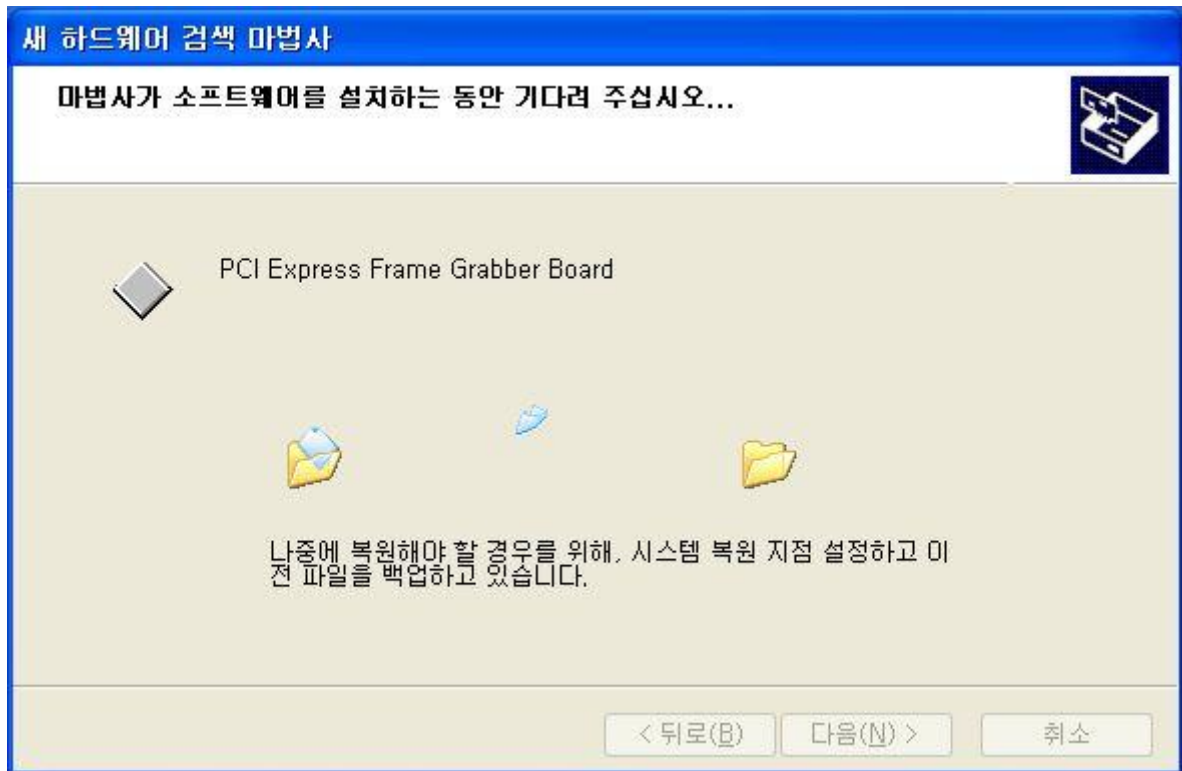 새 하드웨어 검색 마법사
마법사가 소프트웨어를 설치하는 동안 기다려 주십시오...
PCI Express Frame Grabber Board
나중에 복원해야 할 경우를 위해, 시스템 복원 지점 설정하고 이
전 파일을 백업하고 있습니다.
< 뒤로(B) 다음(N) > 취소